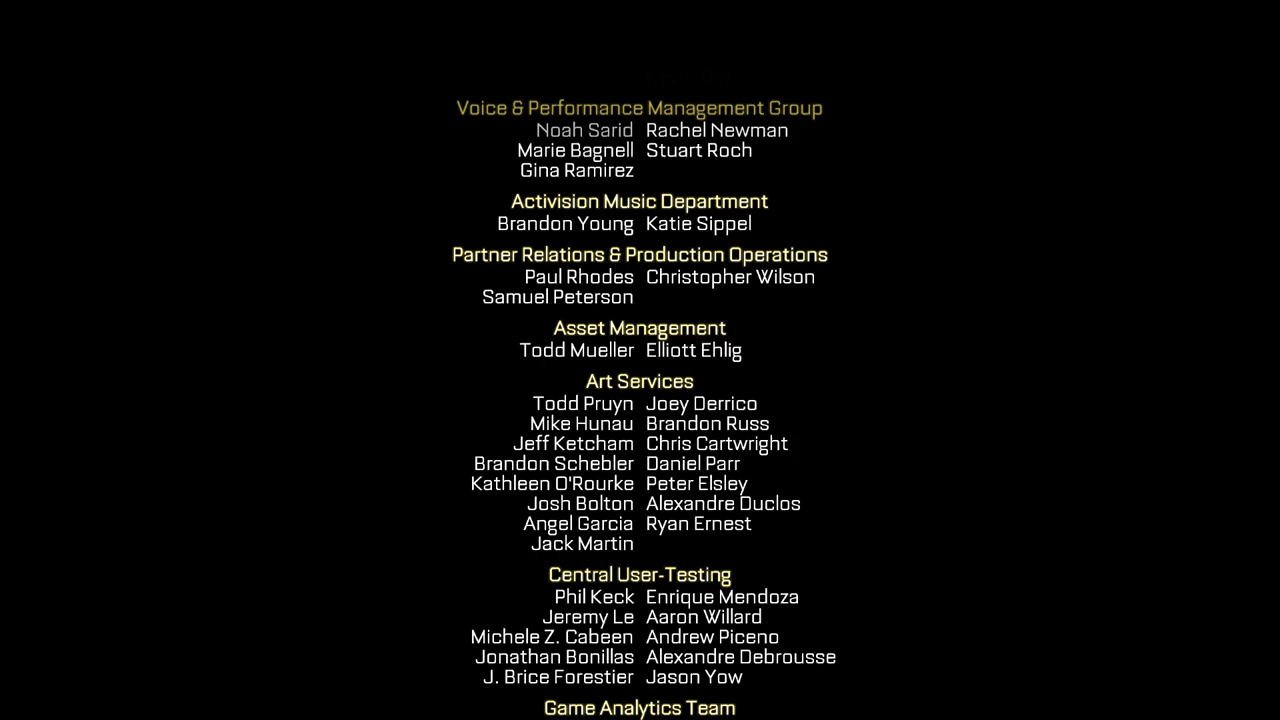 Voice & Performance Management Group
Noah Sarid Rachel Newman
Marie Bagnell Stuart Roch
Gina Ramirez
Activision Music Department
Brandon Young Katie Sippel
Partner Relations & Production Operations
Paul Rhodes Christopher Wilson
Samuel Peterson
Asset Management
Todd Mueller Elliott Ehlig
Art Services
Todd Pruyn Joey Derrico
Mike Hunau Brandon Russ
Jeff Ketcham Chris Cartwright
Brandon Schebler Daniel Parr
Kathleen O'Rourke Peter Elsley
Josh Bolton Alexandre Duclos
Angel Garcia Ryan Ernest
Jack Martin
Central User-Testing
Phil Keck Enrique Mendoza
Jeremy Le Aaron Willard
Michele Z. Cabeen Andrew Piceno
Jonathan Bonillas Alexandre Debrousse
J. Brice Forestier Jason Yow
Game Analytics Team